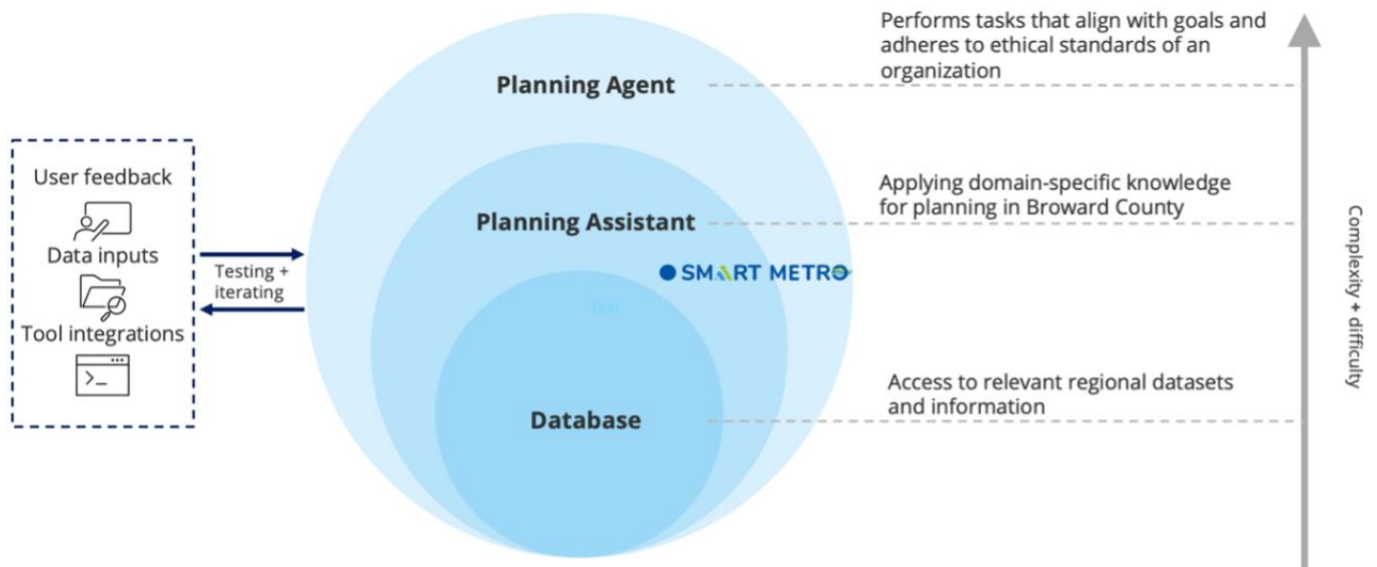 Performs tasks that align with goals and
adheres to ethical standards of an
organization
Planning Agent
User feedback
Data inputs
Tool integrations
>_
Testing +
iterating
Planning Assistant
Applying domain-specific knowledge
for planning in Broward County
SMART METRO
Text
Database
Access to relevant regional datasets
and information
Complexity + difficulty